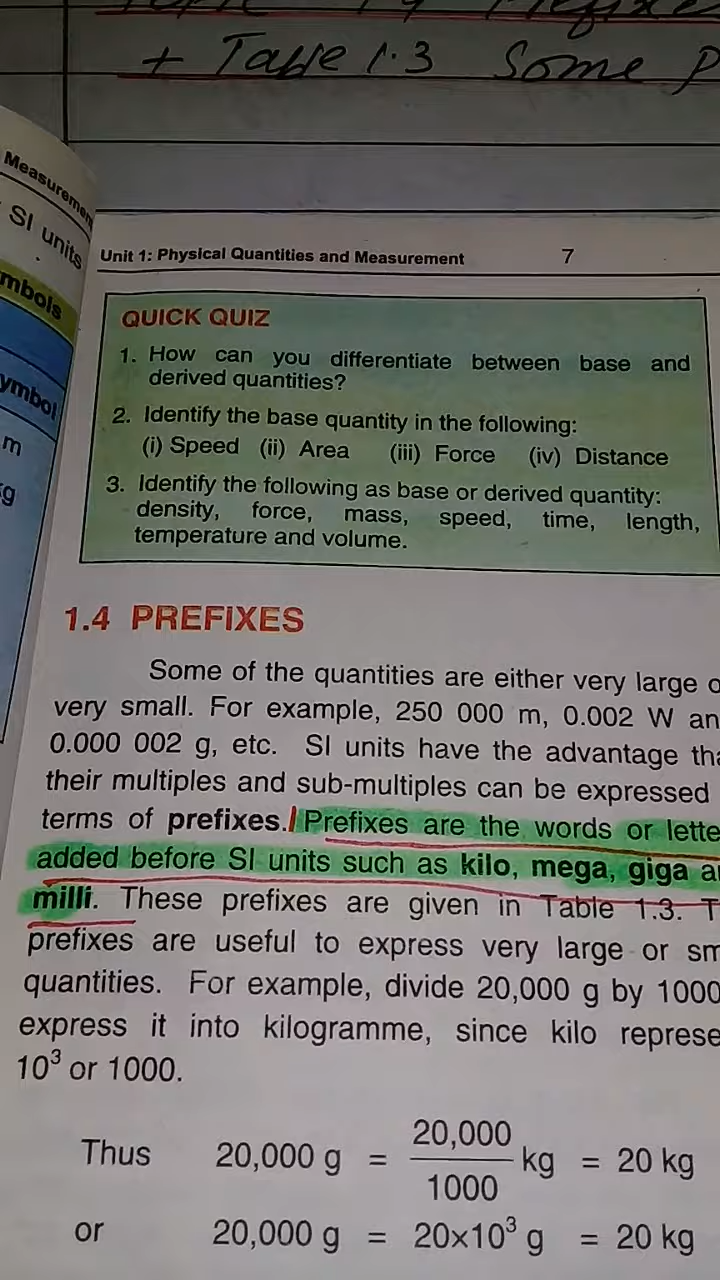 + Table 1.3 Some P
Measuremen
SI units
mbols
ymbol
m
g
Unit 1: Physical Quantities and Measurement 7
QUICK QUIZ
1. How can you differentiate between base and
derived quantities?
2. Identify the base quantity in the following:
(i) Speed (ii) Area (iii) Force (iv) Distance
3. Identify the following as base or derived quantity:
density, force, mass, speed, time, length,
temperature and volume.
1.4 PREFIXES
Some of the quantities are either very large o
very small. For example, 250 000 m, 0.002 W an
0.000 002 g, etc. SI units have the advantage tha
their multiples and sub-multiples can be expressed
terms of prefixes. Prefixes are the words or lette
added before SI units such as kilo, mega, giga a
milli. These prefixes are given in Table 1.3. T
prefixes are useful to express very large or sm
quantities. For example, divide 20,000 g by 1000
express it into kilogramme, since kilo represe
10³ or 1000.
Thus 20,000 g = 20,000/1000 kg = 20 kg
or 20,000 g = 20×10³ g = 20 kg